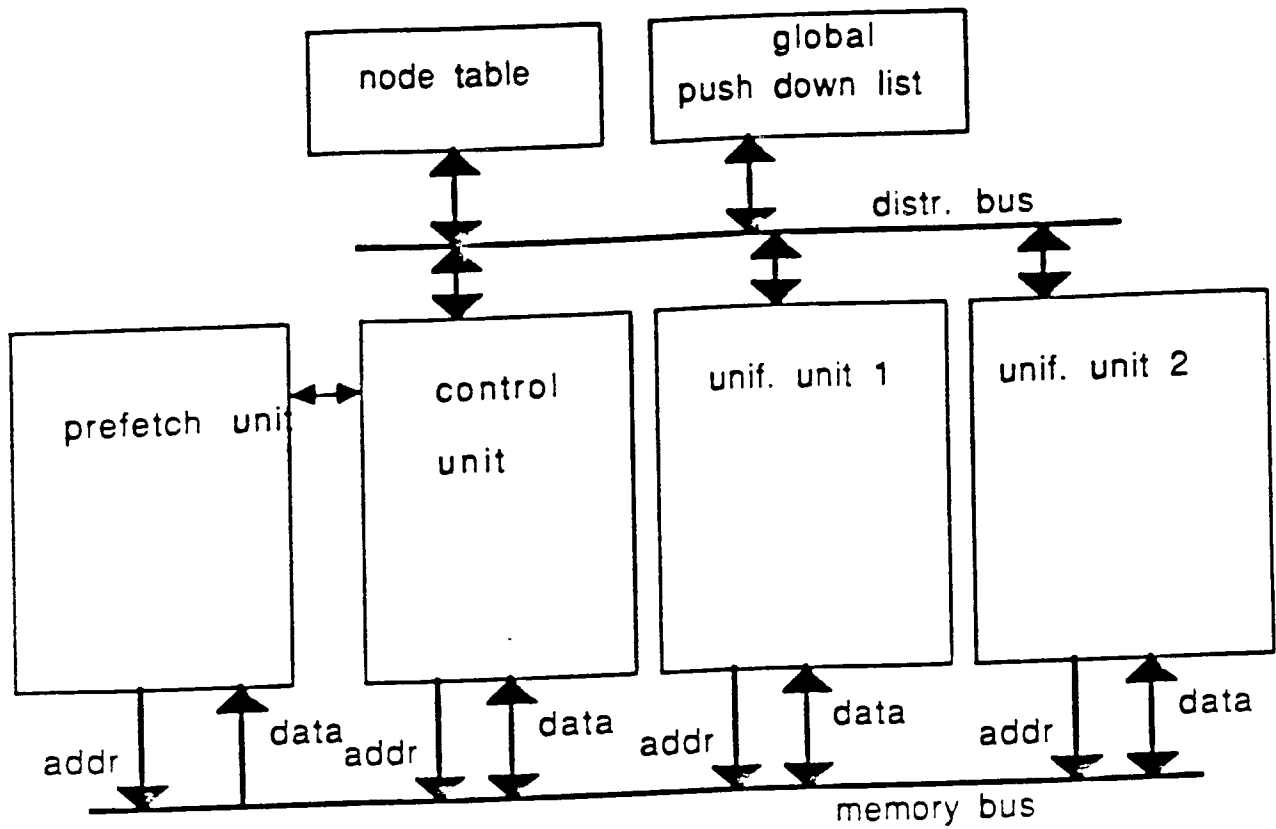 node table
global
push down list
distr. bus
prefetch unit
control
unit
unif. unit 1
unif. unit 2
addr
data
addr
data
addr
data
addr
data
memory bus